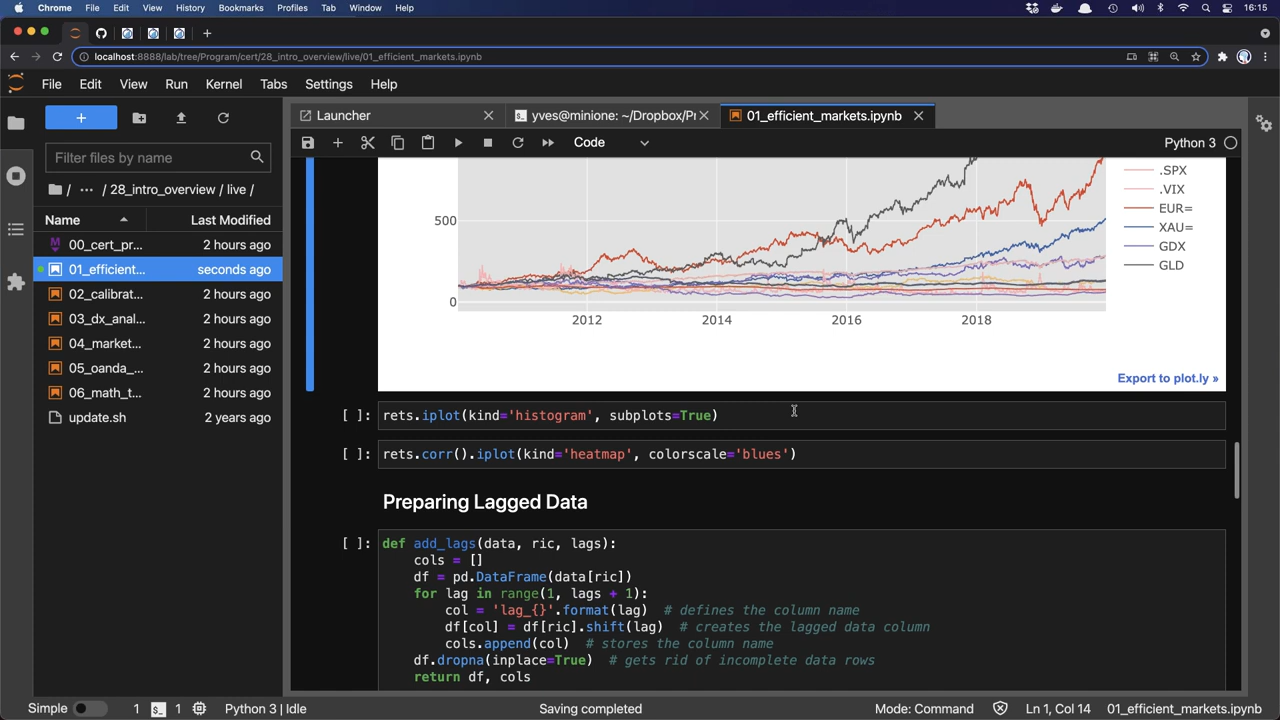 Chrome File Edit View History Bookmarks Profiles Tab Window Help 16:15
localhost:8888/lab/tree/Program/cert/28_intro_overview/live/01_efficient_markets.ipynb
File Edit View Run Kernel Tabs Settings Help
Launcher
yves@minione: ~/Dropbox/Pr
01_efficient_markets.ipynb
Code
Python 3
Filter files by name
/ ··· / 28_intro_overview / live /
Name Last Modified
00_cert_pr... 2 hours ago
01_efficient... seconds ago
02_calibrat... 2 hours ago
03_dx_anal... 2 hours ago
04_market... 2 hours ago
05_oanda_... 2 hours ago
06_math_t... 2 hours ago
update.sh 2 years ago
.SPX
.VIX
EUR=
XAU=
GDX
GLD
500
0
2012 2014 2016 2018
Export to plot.ly »
[ ]: rets.iplot(kind='histogram', subplots=True)
[ ]: rets.corr().iplot(kind='heatmap', colorscale='blues')
Preparing Lagged Data
[ ]: def add_lags(data, ric, lags):
cols = []
df = pd.DataFrame(data[ric])
for lag in range(1, lags + 1):
col = 'lag_{}'.format(lag) # defines the column name
df[col] = df[ric].shift(lag) # creates the lagged data column
cols.append(col) # stores the column name
df.dropna(inplace=True) # gets rid of incomplete data rows
return df, cols
Simple 1 1 Python 3 | Idle Saving completed Mode: Command Ln 1, Col 14 01_efficient_markets.ipynb